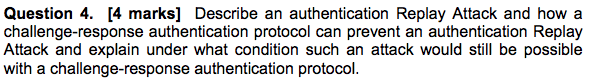 Question 4. [4 marks] Describe an authentication Replay Attack and how a
challenge-response authentication protocol can prevent an authentication Replay
Attack and explain under what condition such an attack would still be possible
with a challenge-response authentication protocol.